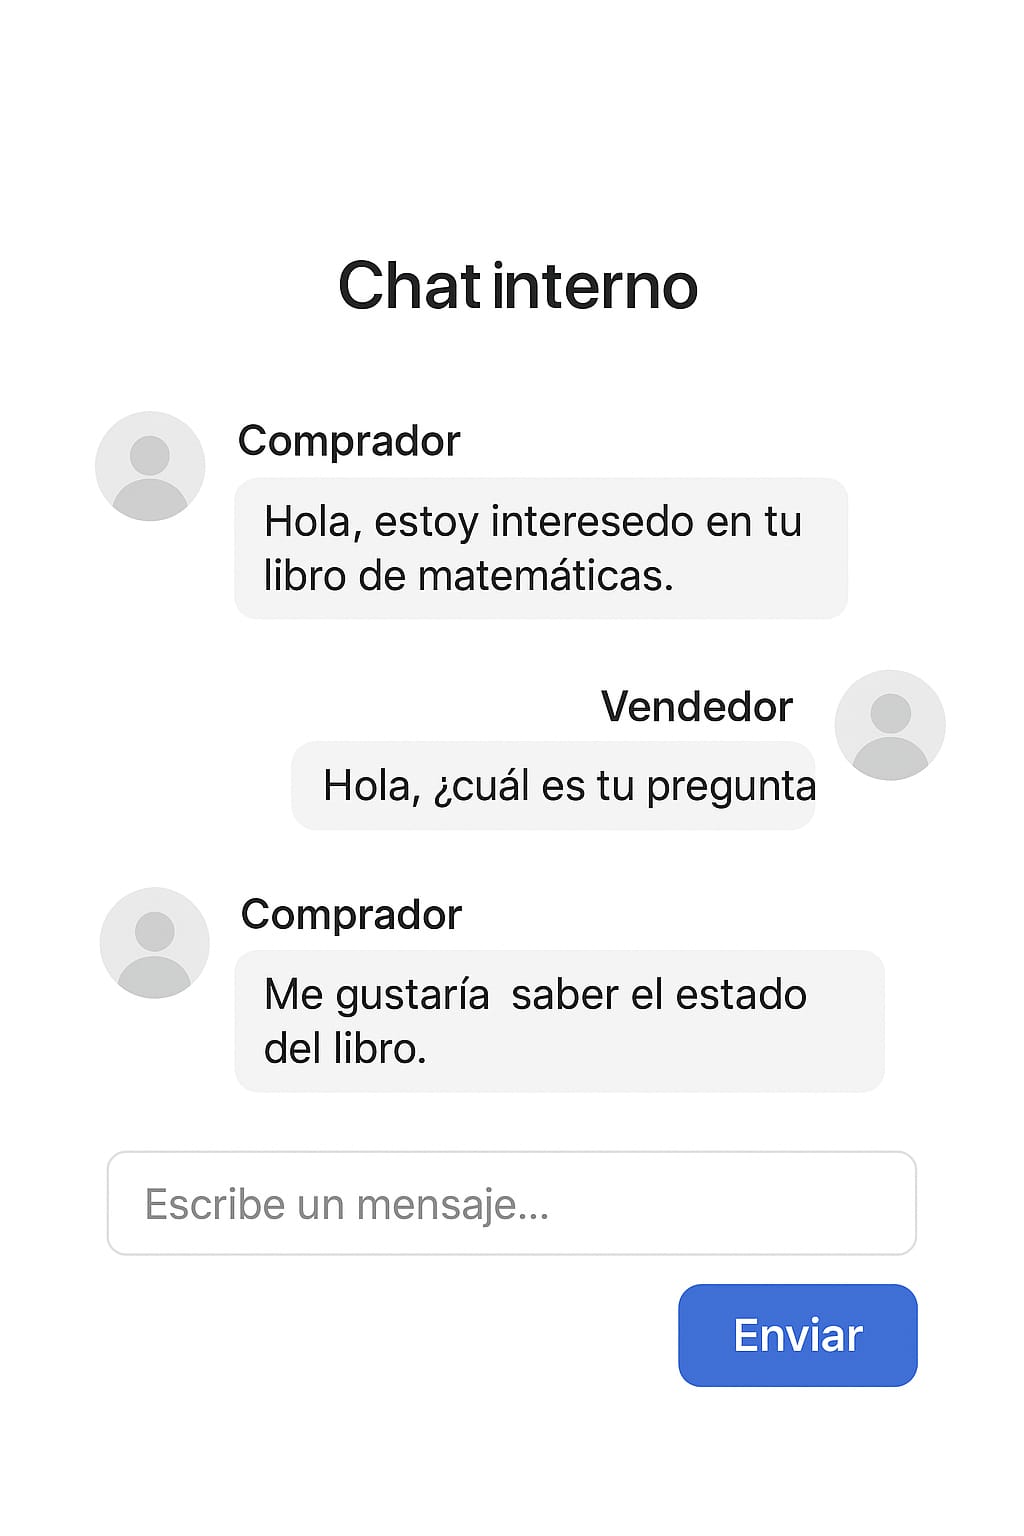 Chat interno
Comprador
Hola, estoy interesedo en tu
libro de matemáticas.
Vendedor
Hola, ¿cuál es tu pregunta
Comprador
Me gustaría saber el estado
del libro.
Escribe un mensaje...
Enviar